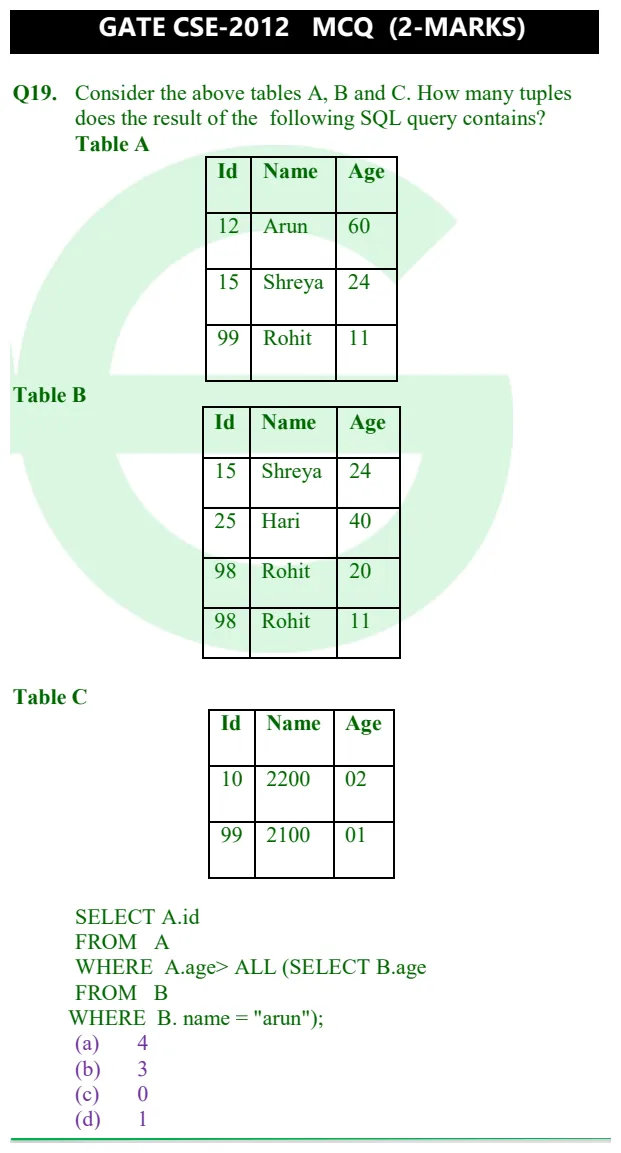 GATE CSE-2012 MCQ (2-MARKS)
Q19. Consider the above tables A, B and C. How many tuples
does the result of the following SQL query contains?
Table A
Id Name Age
12 Arun 60
15 Shreya 24
99 Rohit 11
Table B
Id Name Age
15 Shreya 24
25 Hari 40
98 Rohit 20
98 Rohit 11
Table C
Id Name Age
10 2200 02
99 2100 01
SELECT A.id
FROM A
WHERE A.age> ALL (SELECT B.age
FROM B
WHERE B. name = "arun");
(a) 4
(b) 3
(c) 0
(d) 1